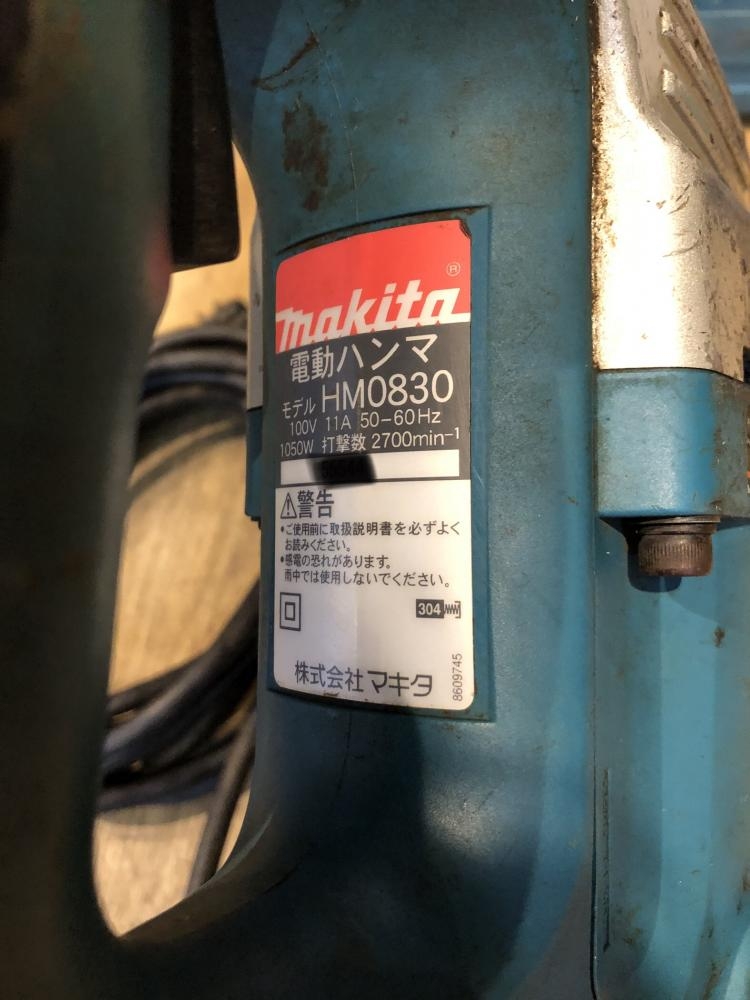 makita®
電動ハンマ
モデル HM0830
100V 11A 50-60Hz
1050W 打撃数 2700min⁻¹
⚠警告
•ご使用前に取扱説明書を必ずよく
お読みください。
•感電の恐れがあります。
雨中では使用しないでください。
304
株式会社マキタ
8609745